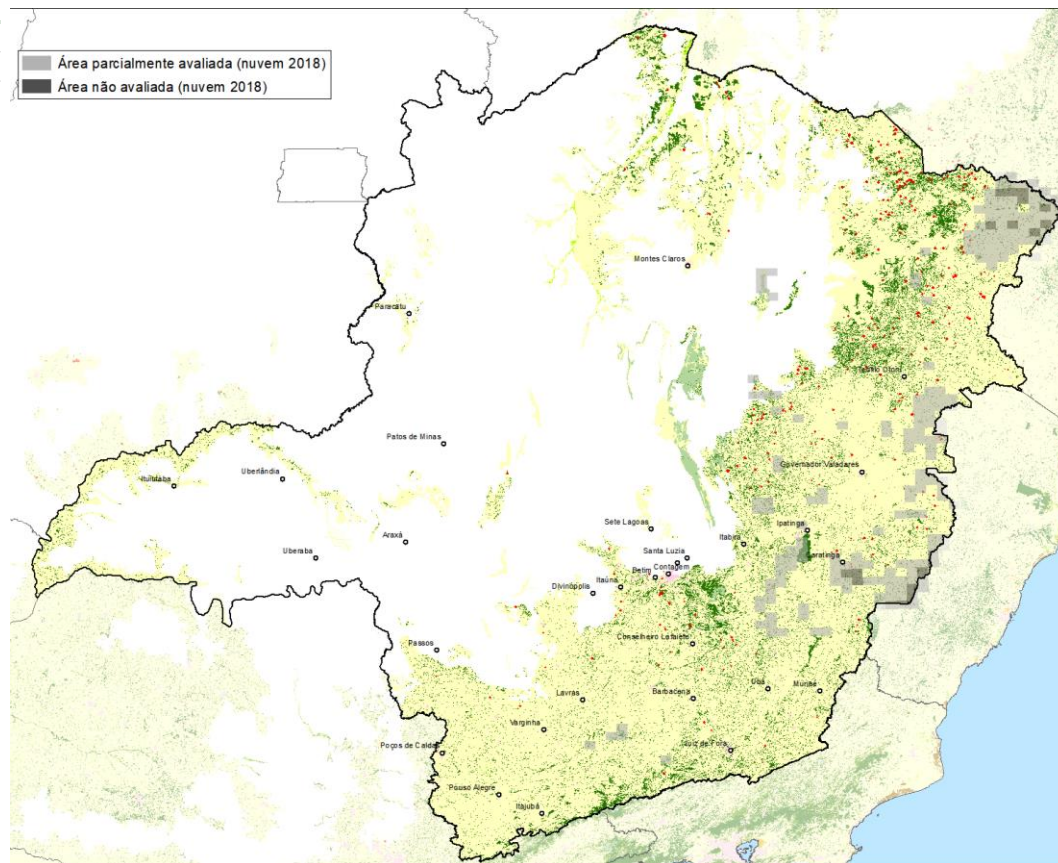 Área parcialmente avaliada (nuvem 2018)
Área não avaliada (nuvem 2018)
Montes Claros
Paracatu
Patos de Minas
Uberlândia
Ituiutaba
Governador Valadares
Sete Lagoas
Ipatinga
Araxá
Itabira
Uberaba
Santa Luzia
Contagem
Betim
Itaúna
Divinópolis
Conselheiro Lafaiete
Passos
Lavras
Barbacena
Ubá
Muriaé
Varginha
Poços de Caldas
Juiz de Fora
Pouso Alegre
Itajubá